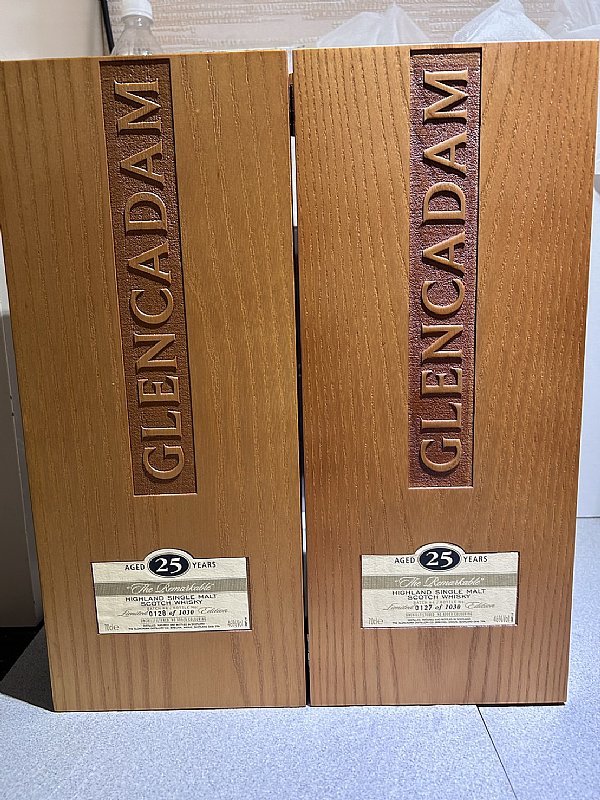 GLENCADAM
AGED 25 YEARS
"The Remarkable"
HIGHLAND SINGLE MALT
SCOTCH WHISKY
Limited 0128 of 1030 Edition
70cl e 46%Vol
GLENCADAM
AGED 25 YEARS
"The Remarkable"
HIGHLAND SINGLE MALT
SCOTCH WHISKY
Limited 0127 of 1030 Edition
70cl e 46%Vol